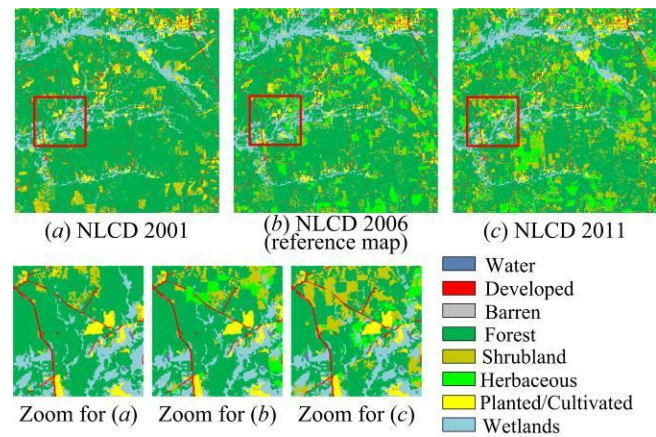 (a) NLCD 2001
(b) NLCD 2006
(reference map)
(c) NLCD 2011
Zoom for (a)
Zoom for (b)
Zoom for (c)
Water
Developed
Barren
Forest
Shrubland
Herbaceous
Planted/Cultivated
Wetlands